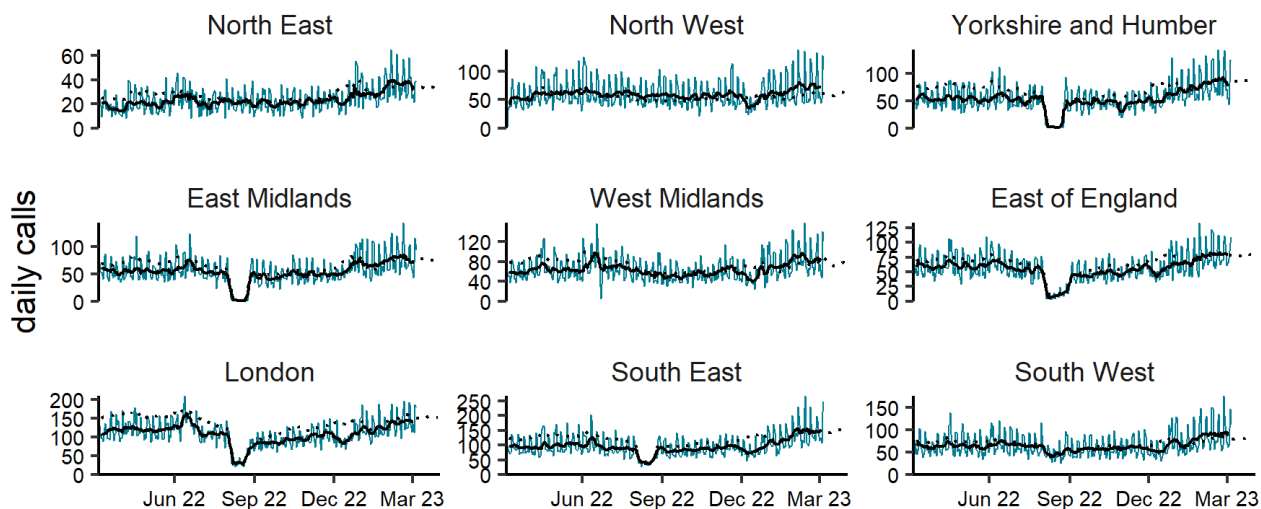 North East
60
40
20
0
North West
100
50
0
Yorkshire and Humber
100
50
0
daily calls
East Midlands
100
50
0
West Midlands
120
80
40
0
East of England
125
100
75
50
25
0
London
200
150
100
50
0
South East
250
200
150
100
50
0
South West
150
100
50
0
Jun 22 Sep 22 Dec 22 Mar 23
Jun 22 Sep 22 Dec 22 Mar 23
Jun 22 Sep 22 Dec 22 Mar 23